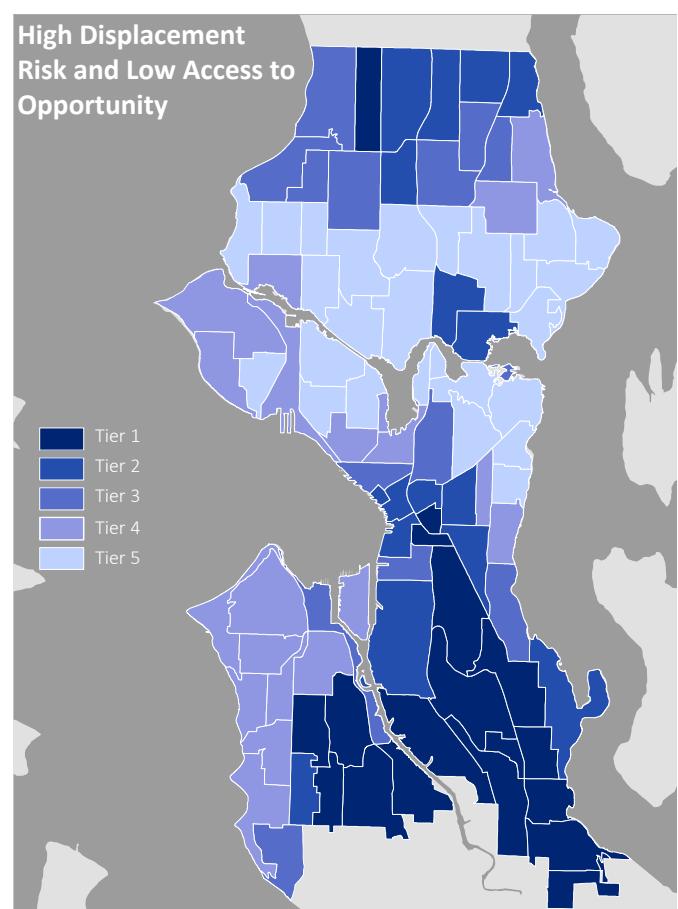 High Displacement
Risk and Low Access to
Opportunity
Tier 1
Tier 2
Tier 3
Tier 4
Tier 5